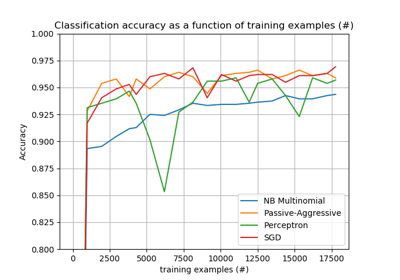 Classification accuracy as a function of training examples (#)
1.000
0.975
0.950
0.925
0.900
0.875
0.850
0.825
0.800
Accuracy
NB Multinomial
Passive-Aggressive
Perceptron
SGD
0 2500 5000 7500 10000 12500 15000 17500
training examples (#)